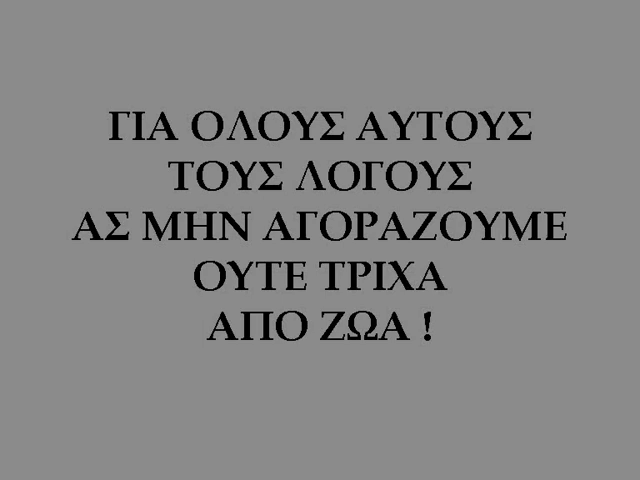 ΓΙΑ ΟΛΟΥΣ ΑΥΤΟΥΣ
ΤΟΥΣ ΛΟΓΟΥΣ
ΑΣ ΜΗΝ ΑΓΟΡΑΖΟΥΜΕ
ΟΥΤΕ ΤΡΙΧΑ
ΑΠΟ ΖΩΑ !